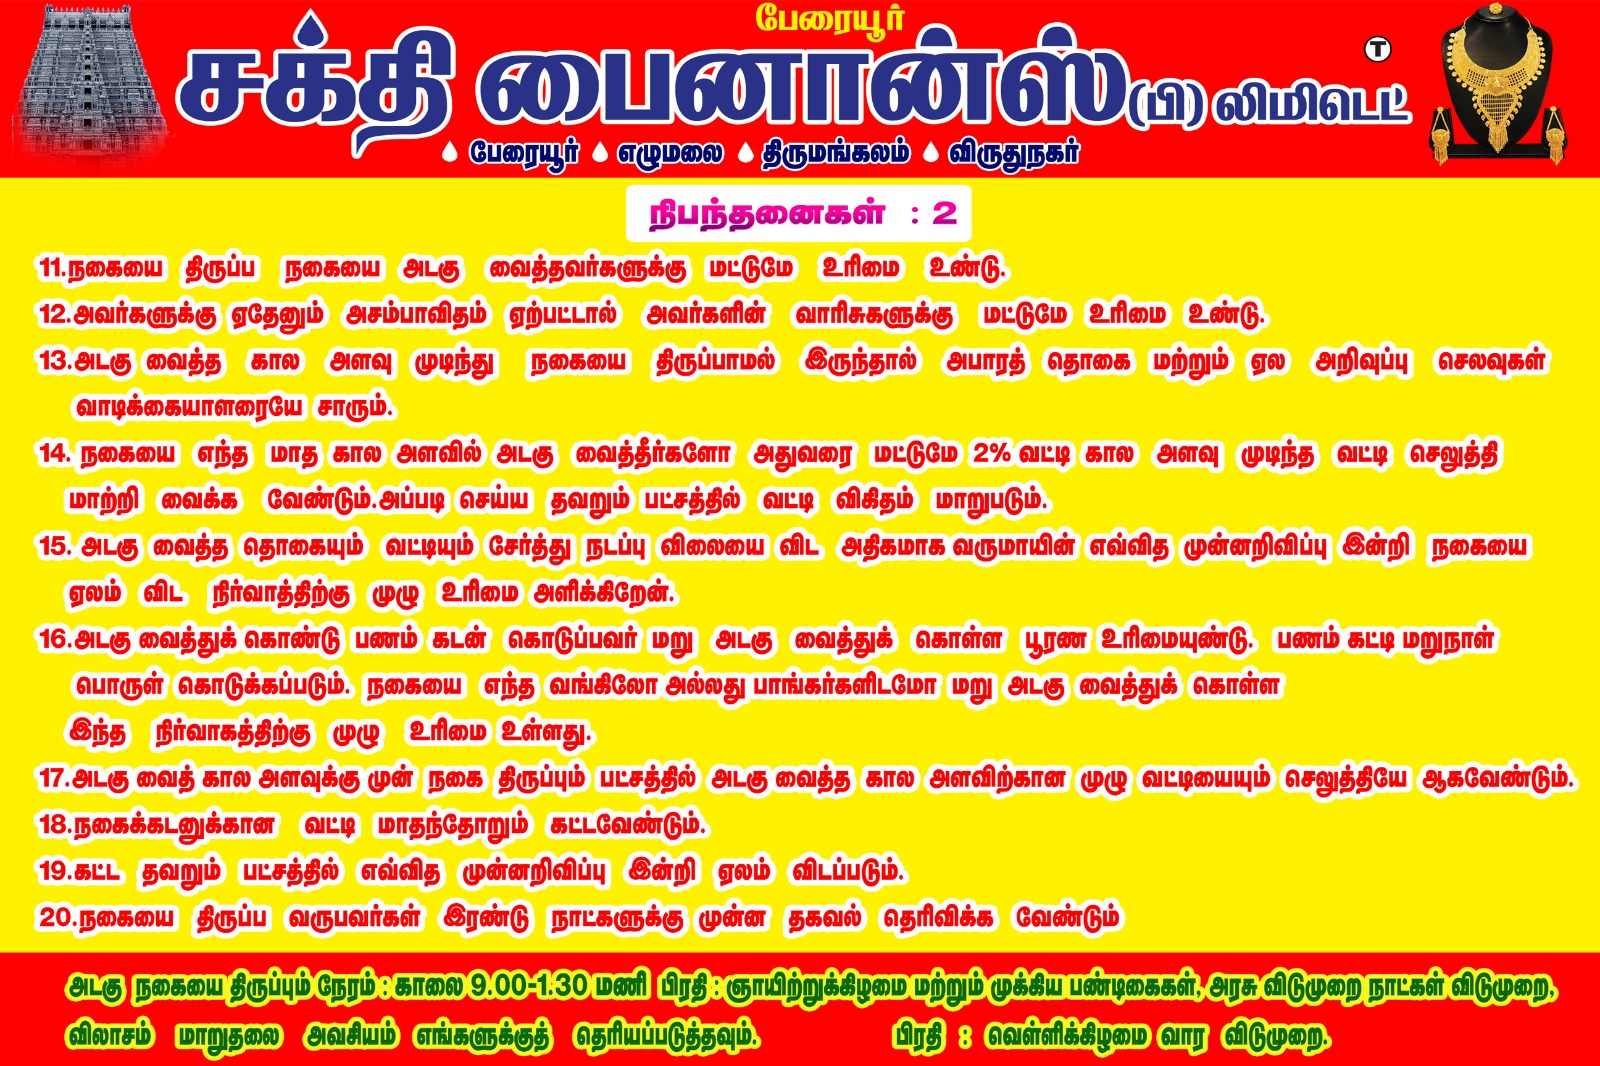 பேரையூர்
சக்தி பைனான்ஸ் (பி) லிமிடெட்
T
பேரையூர் எழுமலை திருமங்கலம் விருதுநகர்
நிபந்தனைகள் : 2
11.நகையை திருப்ப நகையை அடகு வைத்தவர்களுக்கு மட்டுமே உரிமை உண்டு.
12.அவர்களுக்கு ஏதேனும் அசம்பாவிதம் ஏற்பட்டால் அவர்களின் வாரிசுகளுக்கு மட்டுமே உரிமை உண்டு.
13.அடகு வைத்த கால அளவு முடிந்து நகையை திருப்பாமல் இருந்தால் அபாரத் தொகை மற்றும் ஏல அறிவுப்பு செலவுகள்
வாடிக்கையாளரையே சாரும்.
14. நகையை எந்த மாத கால அளவில் அடகு வைத்தீர்களோ அதுவரை மட்டுமே 2% வட்டி கால அளவு முடிந்த வட்டி செலுத்தி
மாற்றி வைக்க வேண்டும்.அப்படி செய்ய தவறும் பட்சத்தில் வட்டி விகிதம் மாறுபடும்.
15. அடகு வைத்த தொகையும் வட்டியும் சேர்த்து நடப்பு விலையை விட அதிகமாக வருமாயின் எவ்வித முன்னறிவிப்பு இன்றி நகையை
ஏலம் விட நிர்வாத்திற்கு முழு உரிமை அளிக்கிறேன்.
16.அடகு வைத்துக் கொண்டு பணம் கடன் கொடுப்பவர் மறு அடகு வைத்துக் கொள்ள பூரண உரிமையுண்டு. பணம் கட்டி மறுநாள்
பொருள் கொடுக்கப்படும். நகையை எந்த வங்கிலோ அல்லது பாங்கர்களிடமோ மறு அடகு வைத்துக் கொள்ள
இந்த நிர்வாகத்திற்கு முழு உரிமை உள்ளது.
17.அடகு வைத் கால அளவுக்கு முன் நகை திருப்பும் பட்சத்தில் அடகு வைத்த கால அளவிற்கான முழு வட்டியையும் செலுத்தியே ஆகவேண்டும்.
18.நகைக்கடனுக்கான வட்டி மாதந்தோறும் கட்டவேண்டும்.
19.கட்ட தவறும் பட்சத்தில் எவ்வித முன்னறிவிப்பு இன்றி ஏலம் விடப்படும்.
20.நகையை திருப்ப வருபவர்கள் இரண்டு நாட்களுக்கு முன்ன தகவல் தெரிவிக்க வேண்டும்
அடகு நகையை திருப்பும் நேரம் : காலை 9.00-1.30 மணி பிரதி : ஞாயிற்றுக்கிழமை மற்றும் முக்கிய பண்டிகைகள், அரசு விடுமுறை நாட்கள் விடுமுறை,
விலாசம் மாறுதலை அவசியம் எங்களுக்குத் தெரியப்படுத்தவும். பிரதி : வெள்ளிக்கிழமை வார விடுமுறை.